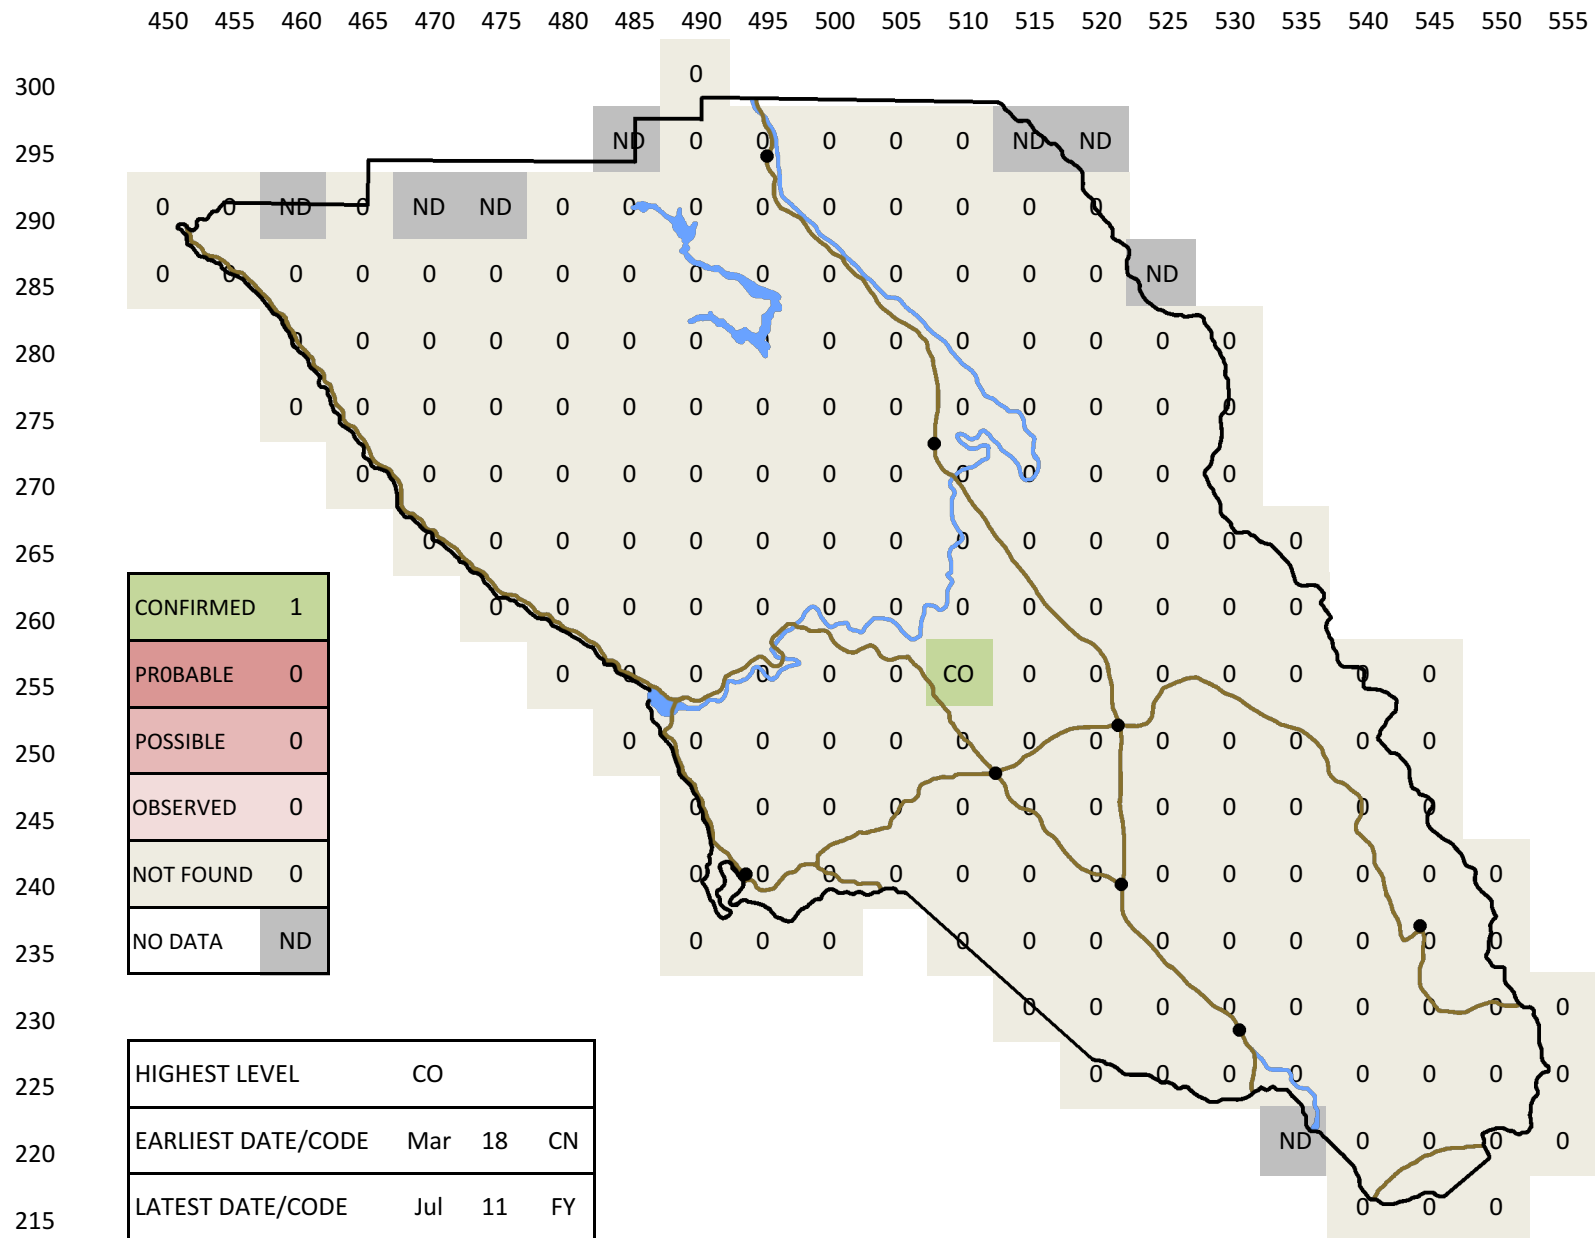 450 455 460 465 470 475 480 485 490 495 500 505 510 515 520 525 530 535 540 545 550 555
300 0
295 ND 0 0 0 0 0 ND ND
290 0 0 ND 0 ND ND 0 0 0 0 0 0 0 0 0
285 0 0 0 0 0 0 0 0 0 0 0 0 0 0 0 ND
280 0 0 0 0 0 0 0 0 0 0 0 0 0 0 0
275 0 0 0 0 0 0 0 0 0 0 0 0 0 0 0
270 0 0 0 0 0 0 0 0 0 0 0 0 0 0
265 0 0 0 0 0 0 0 0 0 0 0 0 0 0
260 CONFIRMED 1 0 0 0 0 0 0 0 0 0 0 0 0 0
255 PR0BABLE 0 0 0 0 0 0 0 CO 0 0 0 0 0 0 0
250 POSSIBLE 0 0 0 0 0 0 0 0 0 0 0 0 0 0
245 OBSERVED 0 0 0 0 0 0 0 0 0 0 0 0 0
240 NOT FOUND 0 0 0 0 0 0 0 0 0 0 0 0 0 0
235 NO DATA ND 0 0 0 0 0 0 0 0 0 0 0 0
230 0 0 0 0 0 0 0 0 0
225 HIGHEST LEVEL CO 0 0 0 0 0 0 0 0
220 EARLIEST DATE/CODE Mar 18 CN ND 0 0 0 0
215 LATEST DATE/CODE Jul 11 FY 0 0 0